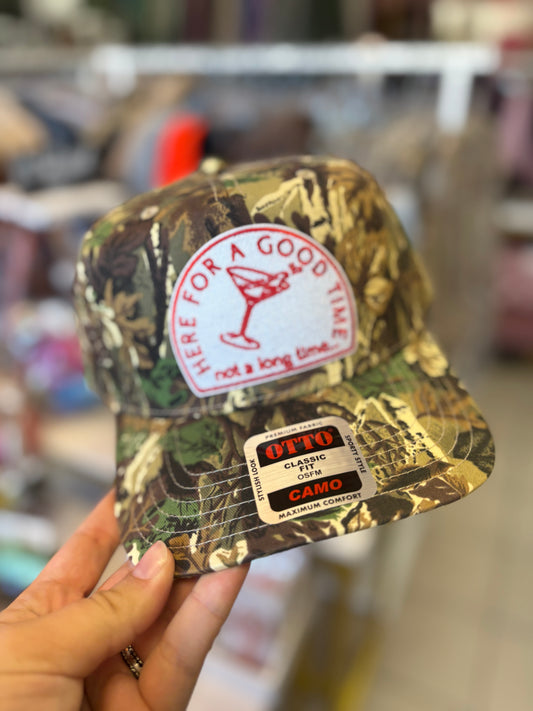 HERE FOR A GOOD TIME
not a long time.
PREMIUM FABRIC
STYLISH LOOK
OTTO
CLASSIC
FIT
OSFM
CAMO
SPORTY STYLE
MAXIMUM COMFORT